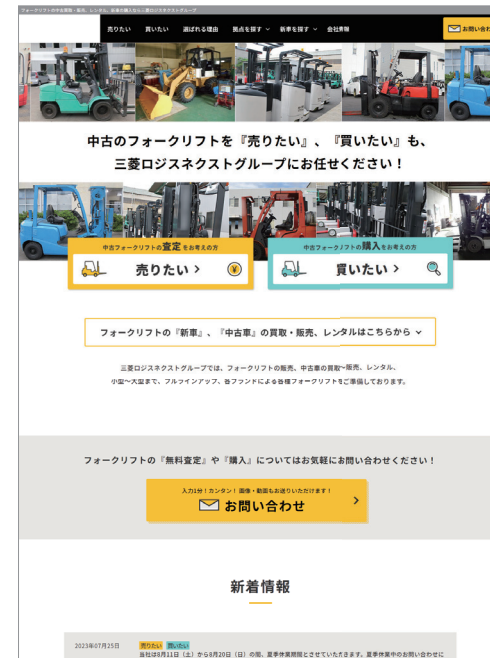 フォークリフトの中古車買取・販売、レンタル、新車の購入なら三菱ロジスネクストグループ
売りたい 買いたい 選ばれる理由 拠点を探す 新車を探す 会社情報
お問い合わ
中古のフォークリフトを『売りたい』、『買いたい』も、
三菱ロジスネクストグループにお任せください！
中古フォークリフトの査定をお考えの方
売りたい
中古フォークリフトの購入をお考えの方
買いたい
フォークリフトの『新車』、『中古車』の買取・販売、レンタルはこちらから
三菱ロジスネクストグループでは、フォークリフトの販売、中古車の買取～販売、レンタル、
小型～大型まで、フルラインアップ、各ブランドによる各種フォークリフトをご準備しております。
フォークリフトの『無料査定』や『購入』についてはお気軽にお問い合わせください！
入力1分！カンタン！ 画像・動画もお送りいただけます！
お問い合わせ
新着情報
2023年07月25日 売りたい 買いたい
当社は8月11日（土）から8月20日（日）の間、夏季休業期間とさせていただきます。夏季休業中のお問い合わせに